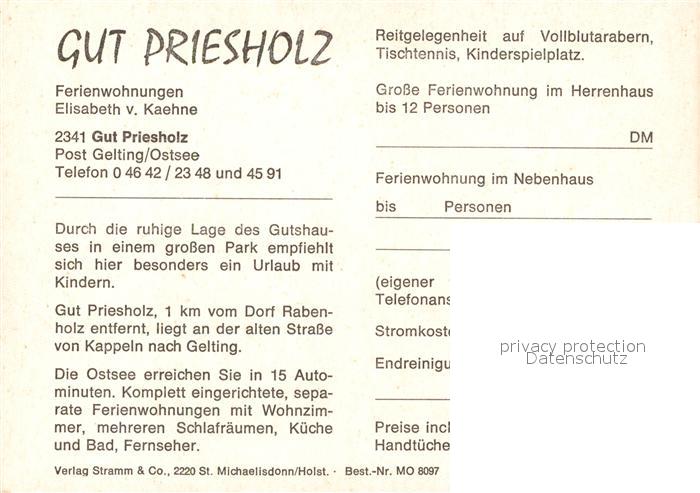 GUT PRIESHOLZ
Ferienwohnungen
Elisabeth v. Kaehne
2341 Gut Priesholz
Post Gelting/Ostsee
Telefon 0 46 42 / 23 48 und 45 91
Durch die ruhige Lage des Gutshau-
ses in einem großen Park empfiehlt
sich hier besonders ein Urlaub mit
Kindern.
Gut Priesholz, 1 km vom Dorf Raben-
holz entfernt, liegt an der alten Straße
von Kappeln nach Gelting.
Die Ostsee erreichen Sie in 15 Auto-
minuten. Komplett eingerichtete, sepa-
rate Ferienwohnungen mit Wohnzim-
mer, mehreren Schlafräumen, Küche
und Bad, Fernseher.
Reitgelegenheit auf Vollblutarabern,
Tischtennis, Kinderspielplatz.
Große Ferienwohnung im Herrenhaus
bis 12 Personen
DM
Ferienwohnung im Nebenhaus
bis Personen
(eigener
Telefonans
Stromkoste
Endreinigu
Preise incl
Handtüche
Verlag Stramm & Co., 2220 St. Michaelisdonn/Holst. · Best.-Nr. MO 8097
privacy protection
Datenschutz